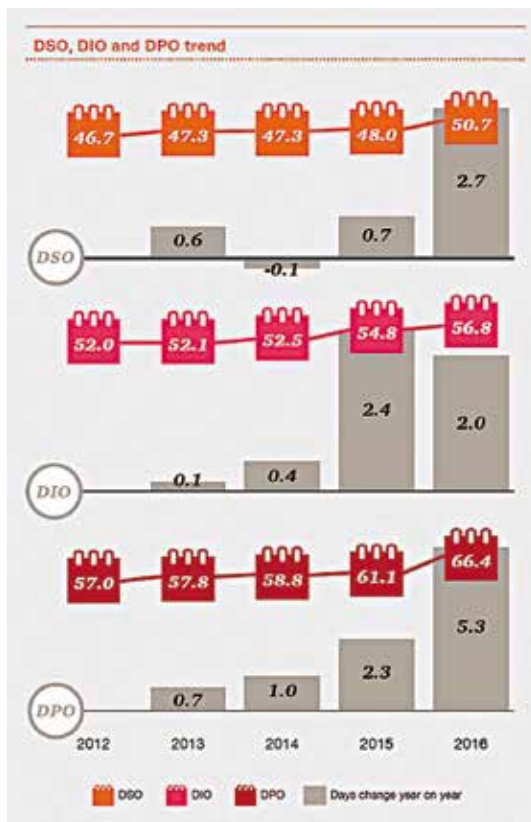 DSO, DIO and DPO trend
46.7 47.3 47.3 48.0 50.7
2.7
0.6 0.7
DSO -0.1
52.0 52.1 52.5 54.8 56.8
2.4 2.0
0.1 0.4
DIO
57.0 57.8 58.8 61.1 66.4
5.3
2.3
0.7 1.0
DPO
2012 2013 2014 2015 2016
DSO DIO DPO Days change year on year